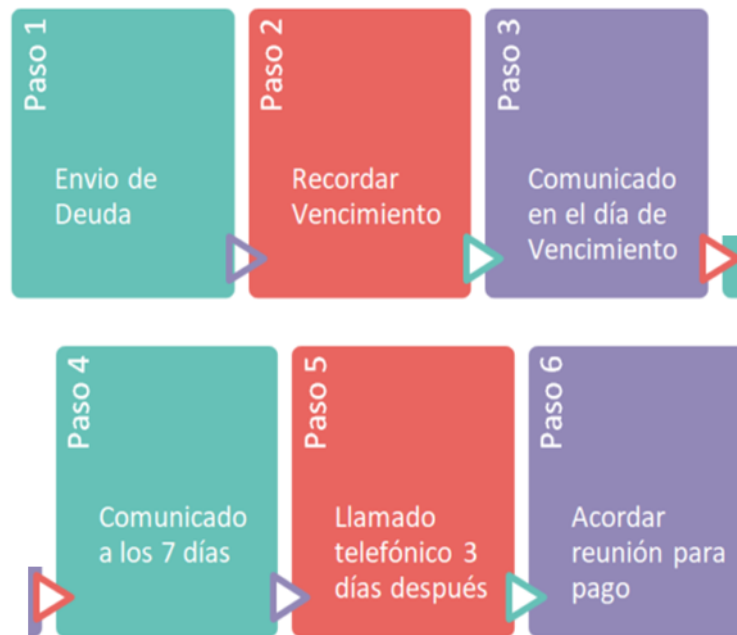 Paso 1
Envio de
Deuda
Paso 2
Recordar
Vencimiento
Paso 3
Comunicado
en el día de
Vencimiento
Paso 4
Comunicado
a los 7 días
Paso 5
Llamado
telefónico 3
días después
Paso 6
Acordar
reunión para
pago